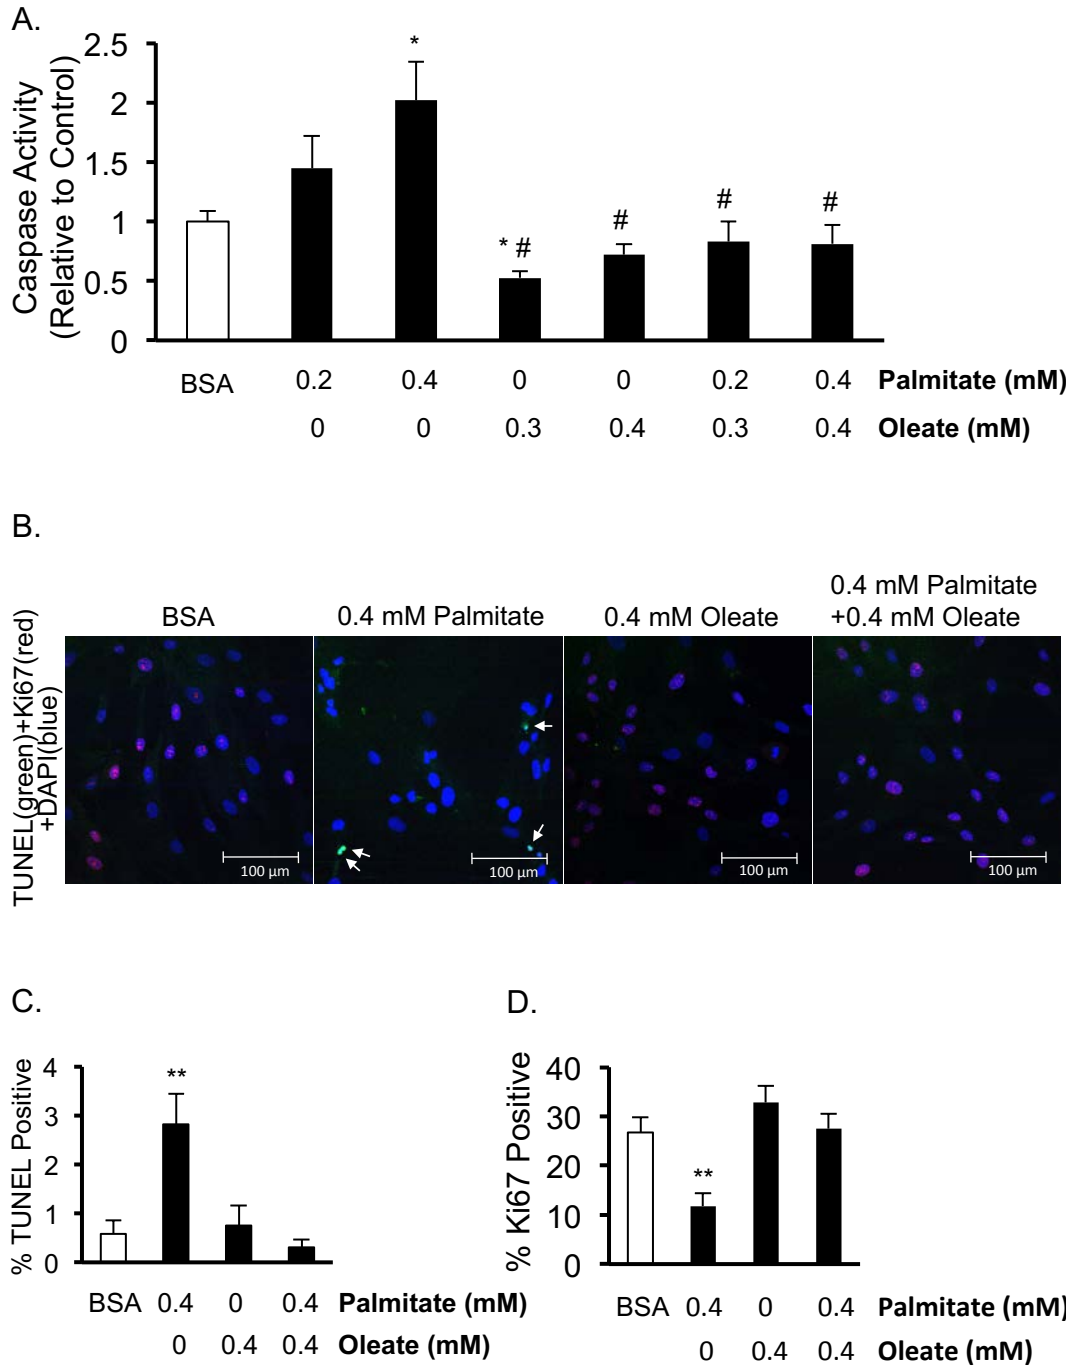 A.
Caspase Activity
(Relative to Control)
2.5
2
1.5
1
0.5
0
*
* #
#
#
#
BSA 0.2 0.4 0 0 0.2 0.4 Palmitate (mM)
0 0 0.3 0.4 0.3 0.4 Oleate (mM)
B.
TUNEL(green)+Ki67(red)
+DAPI(blue)
BSA
0.4 mM Palmitate
0.4 mM Oleate
0.4 mM Palmitate
+0.4 mM Oleate
100 µm
100 µm
100 µm
100 µm
C.
% TUNEL Positive
4
3
2
1
0
**
BSA 0.4 0 0.4 Palmitate (mM)
0 0.4 0.4 Oleate (mM)
D.
% Ki67 Positive
40
30
20
10
0
**
BSA 0.4 0 0.4 Palmitate (mM)
0 0.4 0.4 Oleate (mM)